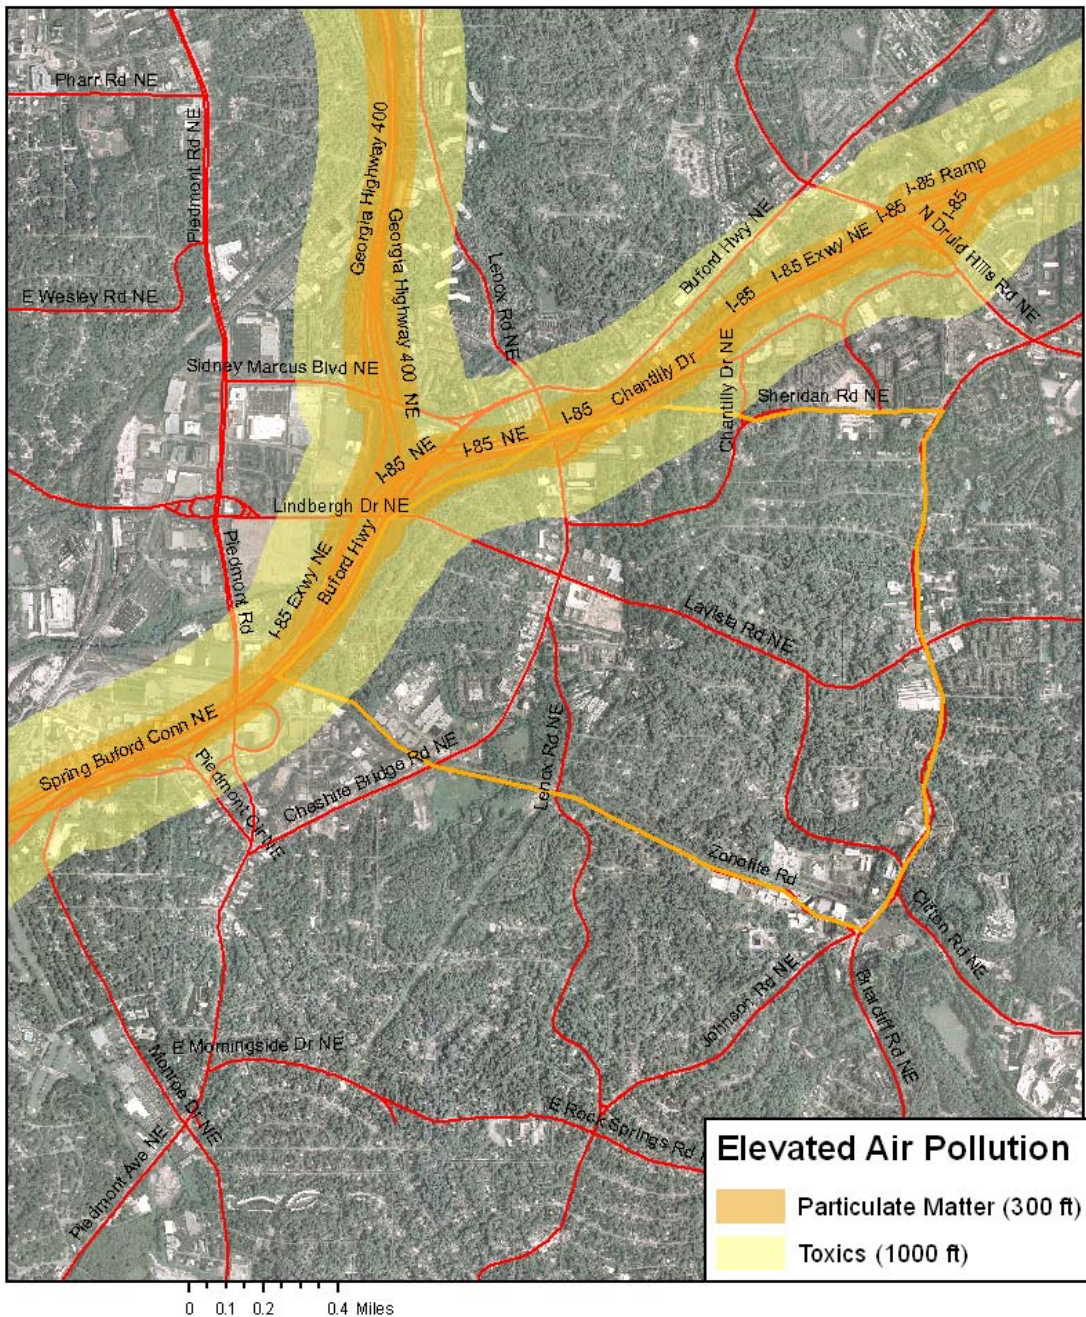 Pharr Rd NE
Piedmont Rd NE
Georgia Highway 400
Georgia Highway 400 NE
I-85 Ramp
I-85
I-85
N Druid Hills Rd NE
Buford Hwy NE
I-85 Exwy NE
I-85
Lenox Rd NE
E Wesley Rd NE
Sidney Marcus Blvd NE
Chantilly Dr
Chantilly Dr NE
Sheridan Rd NE
I-85
I-85 NE
I-85 NE
Lindbergh Dr NE
Piedmont Rd
I-85 Exwy NE
Buford Hwy
Lavista Rd NE
Spring Buford Conn NE
Piedmont Cir NE
Cheshire Bridge Rd NE
Lenox Rd NE
Zonolite Rd
Clifton Rd NE
Johnson Rd NE
Briarcliff Rd NE
E Morningside Dr NE
Monroe Dr NE
Piedmont Ave NE
E Rock Springs Rd
Elevated Air Pollution
Particulate Matter (300 ft)
Toxics (1000 ft)
0 0.1 0.2 0.4 Miles